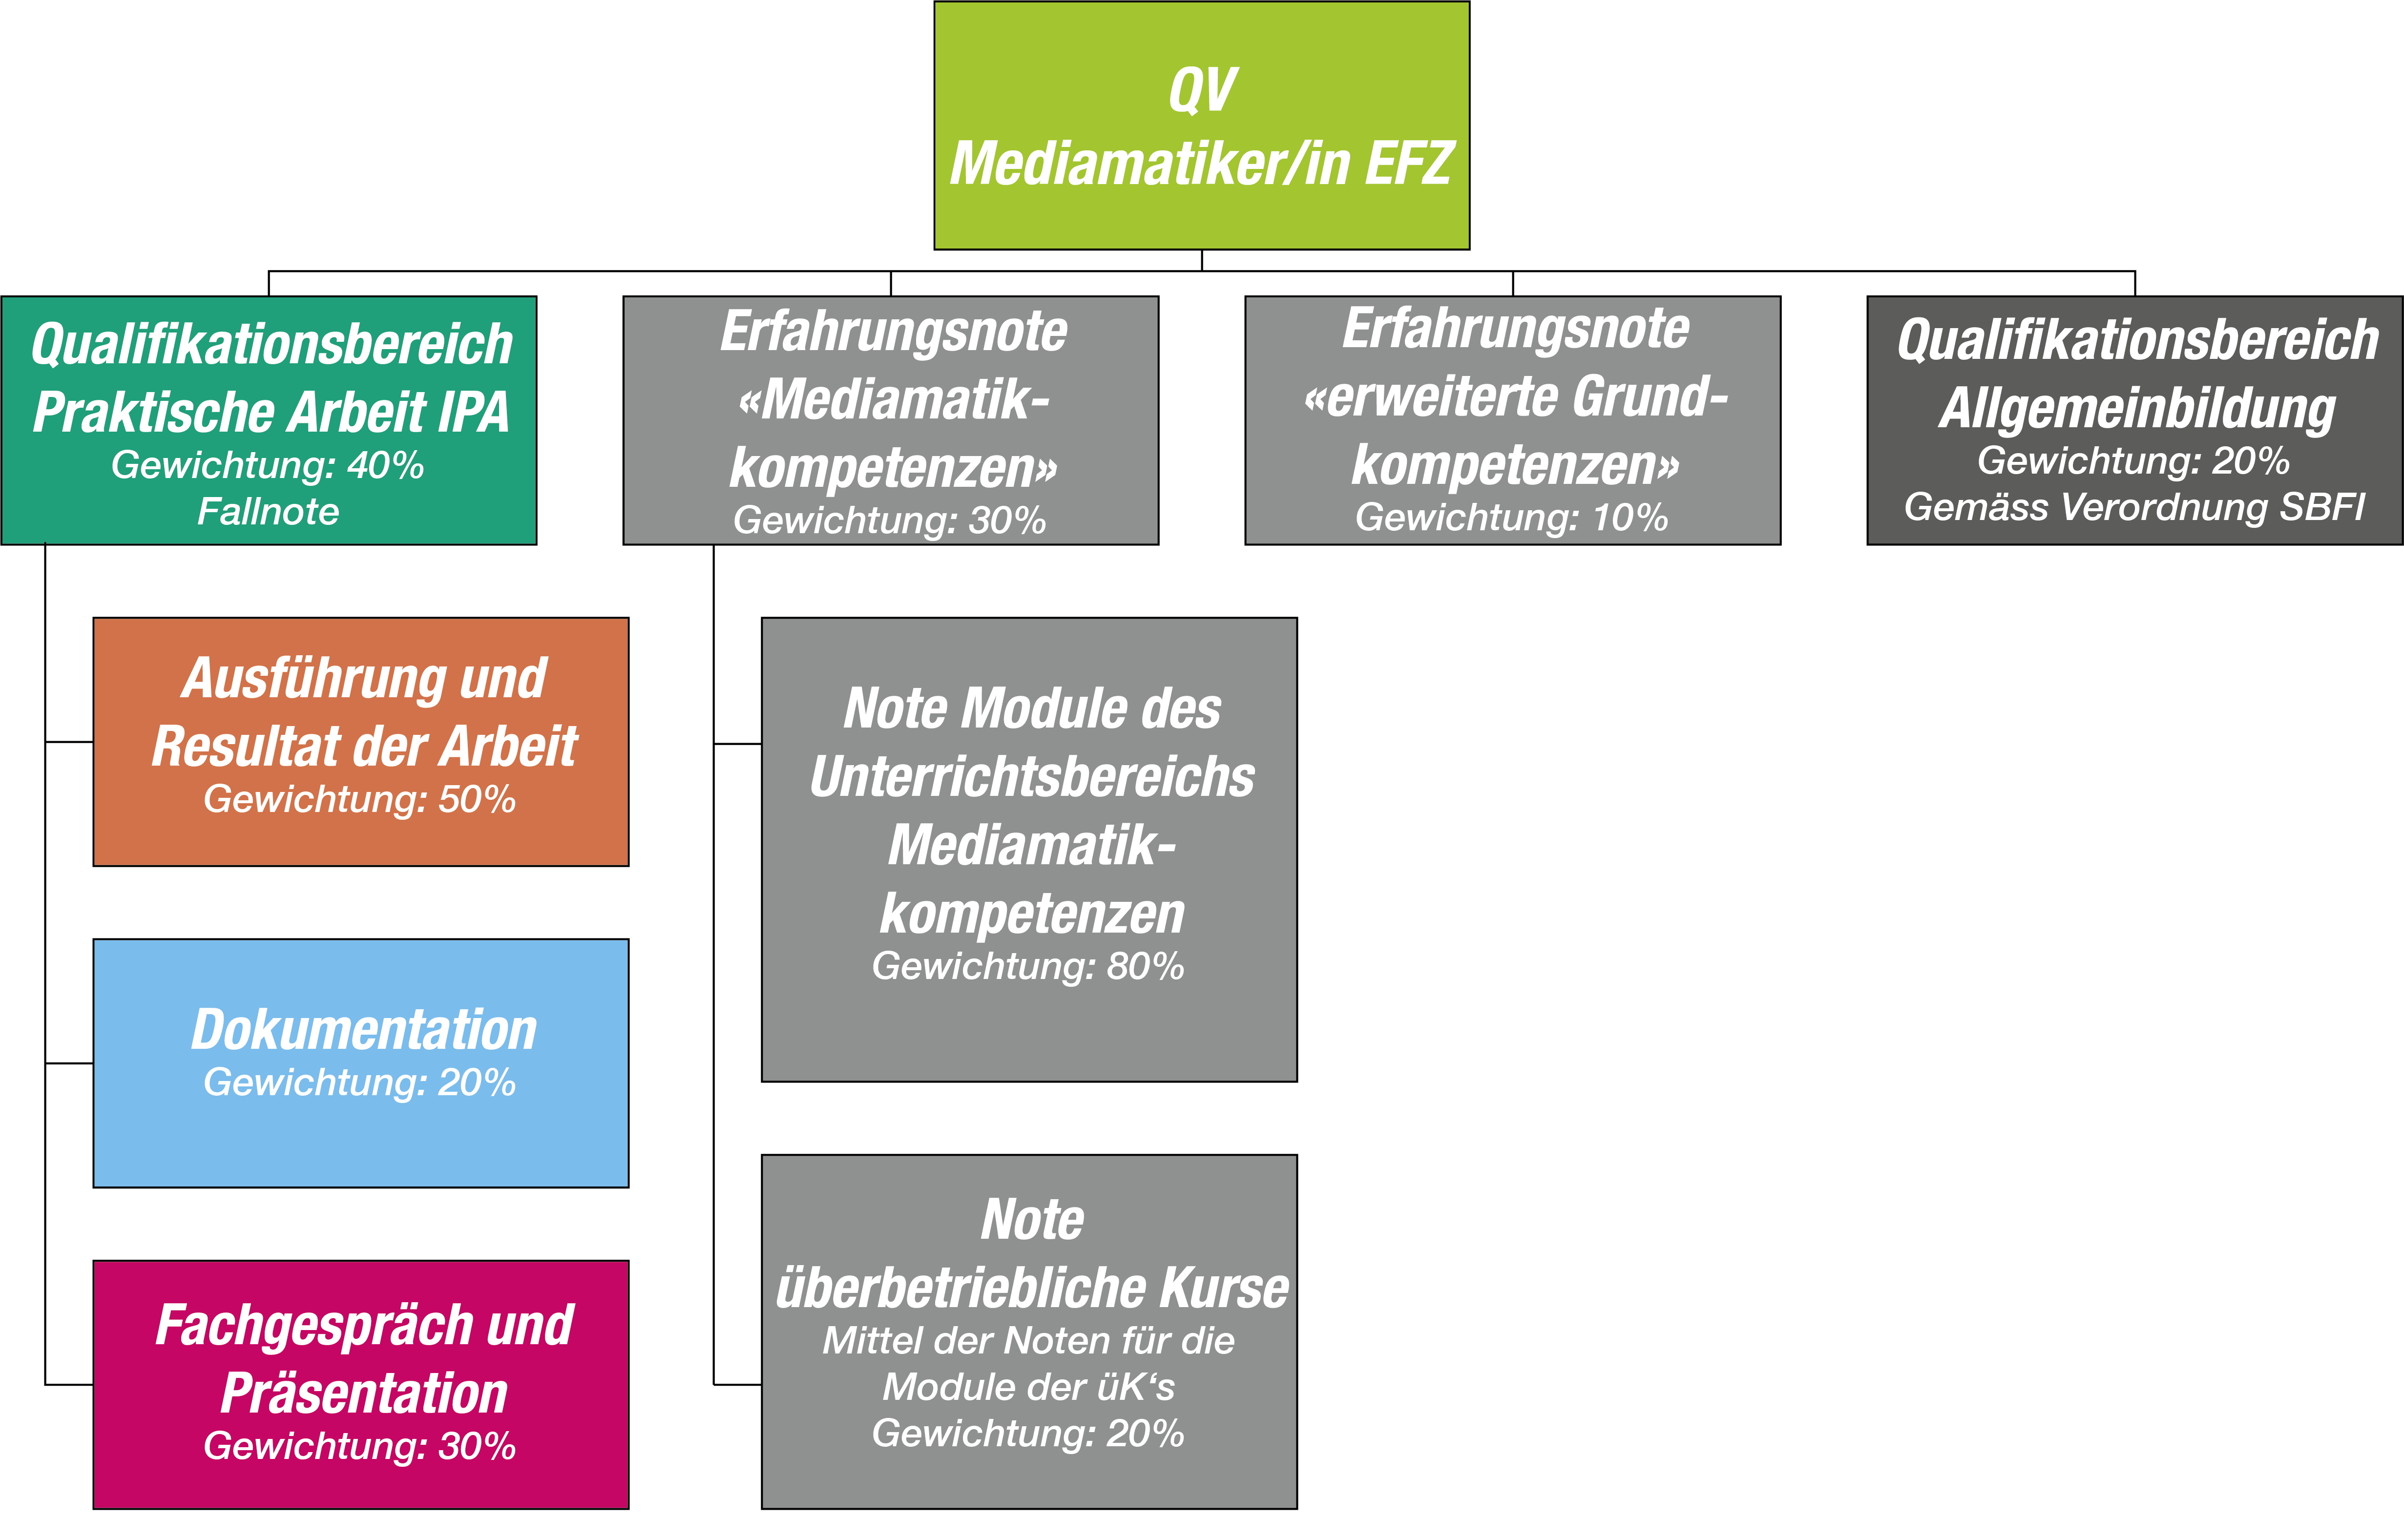 QV
Mediamatiker/in EFZ
Qualifikationsbereich
Praktische Arbeit IPA
Gewichtung: 40%
Fallnote
Erfahrungsnote
«Mediamatik-
kompetenzen»
Gewichtung: 30%
Erfahrungsnote
«erweiterte Grund-
kompetenzen»
Gewichtung: 10%
Qualifikationsbereich
Allgemeinbildung
Gewichtung: 20%
Gemäss Verordnung SBFI
Ausführung und
Resultat der Arbeit
Gewichtung: 50%
Dokumentation
Gewichtung: 20%
Fachgespräch und
Präsentation
Gewichtung: 30%
Note Module des
Unterrichtsbereichs
Mediamatik-
kompetenzen
Gewichtung: 80%
Note
überbetriebliche Kurse
Mittel der Noten für die
Module der üK‘s
Gewichtung: 20%